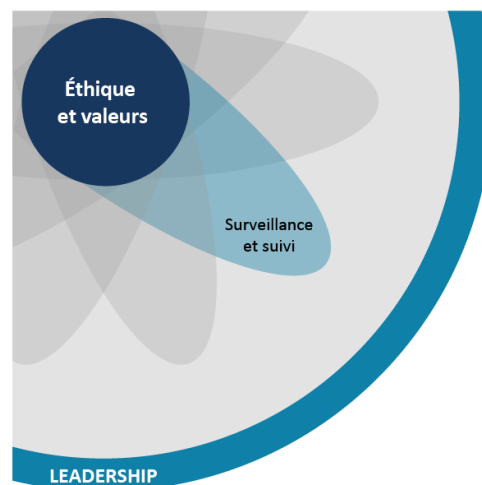 Éthique
et valeurs
Surveillance
et suivi
LEADERSHIP